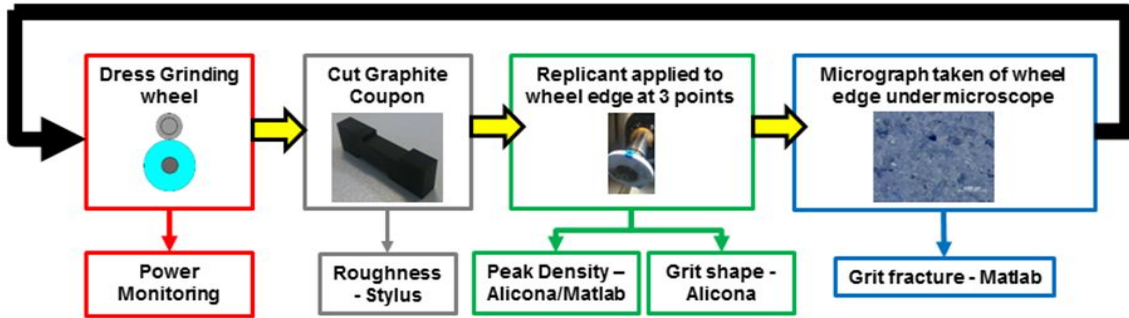 Dress Grinding
wheel
Cut Graphite
Coupon
Replicant applied to
wheel edge at 3 points
Micrograph taken of wheel
edge under microscope
Power
Monitoring
Roughness
- Stylus
Peak Density –
Alicona/Matlab
Grit shape -
Alicona
Grit fracture - Matlab